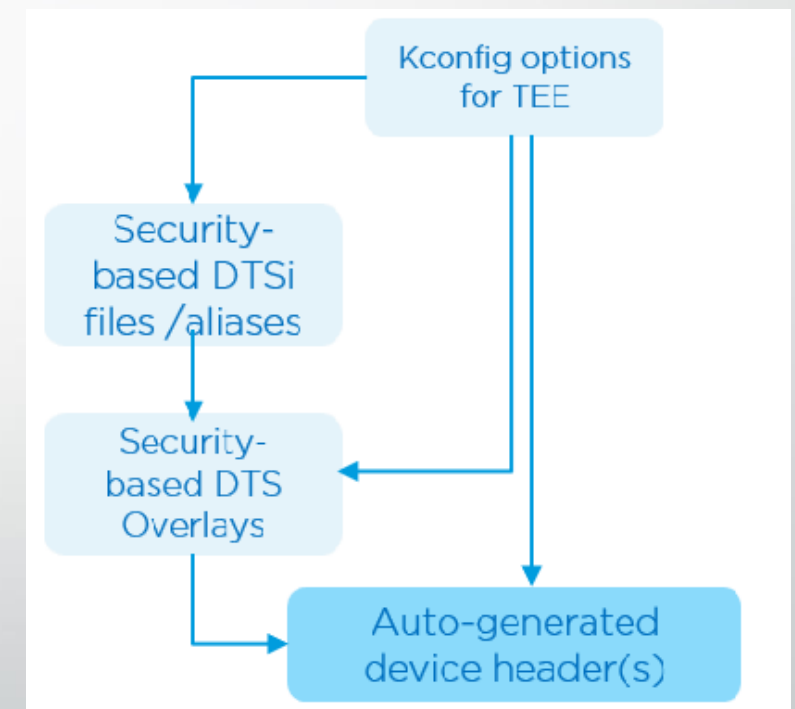 Kconfig options
for TEE
Security-
based DTSi
files /aliases
Security-
based DTS
Overlays
Auto-generated
device header(s)